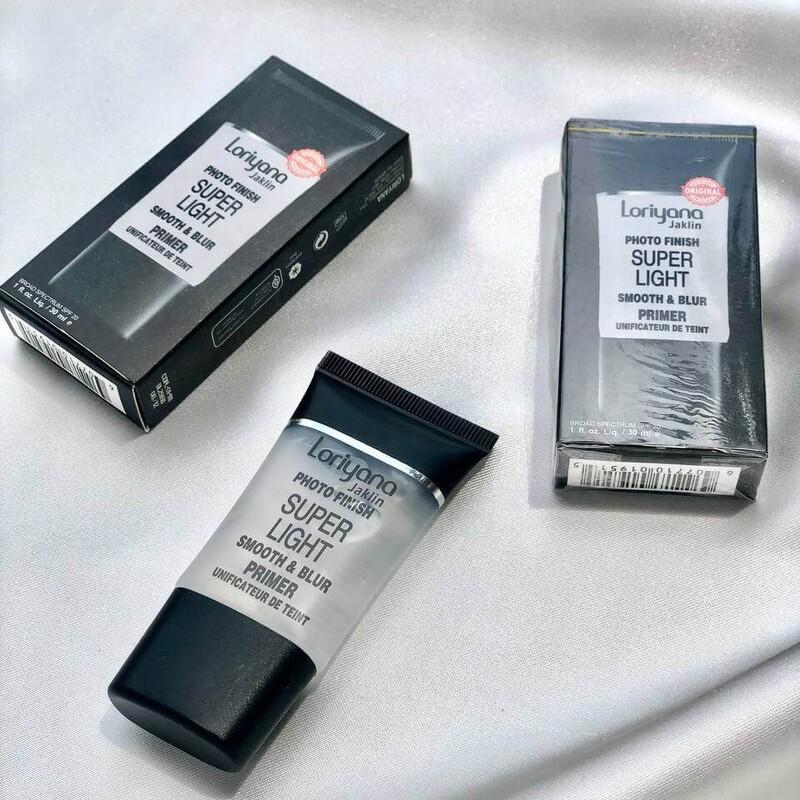 Loriyana
Jaklin
ORIGINAL
PHOTO FINISH
SUPER
LIGHT
SMOOTH & BLUR
PRIMER
UNIFICATEUR DE TEINT
BROAD SPECTRUM SPF 20
1 fl. oz. Liq. / 30 ml e
LORIYANA
Loriyana
Jaklin
ORIGINAL
PHOTO FINISH
SUPER
LIGHT
SMOOTH & BLUR
PRIMER
UNIFICATEUR DE TEINT
BROAD SPECTRUM SPF 20
1 fl. oz. Liq. / 30 ml e
Loriyana
Jaklin
PHOTO FINISH
SUPER
LIGHT
SMOOTH & BLUR
PRIMER
UNIFICATEUR DE TEINT